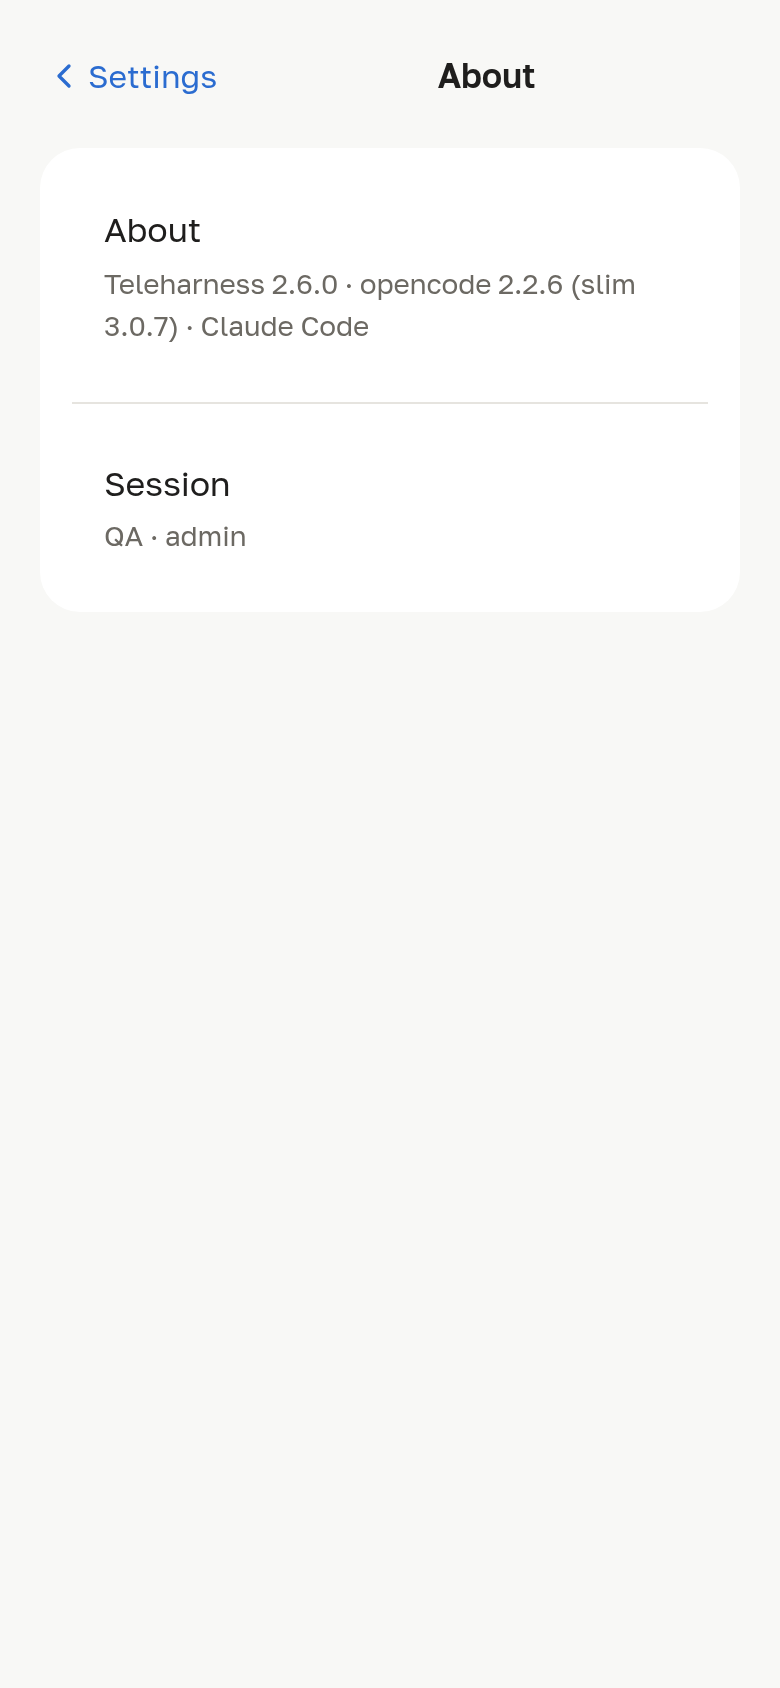 Settings
About
About
Teleharness 2.6.0 · opencode 2.2.6 (slim
3.0.7) · Claude Code
Session
QA · admin